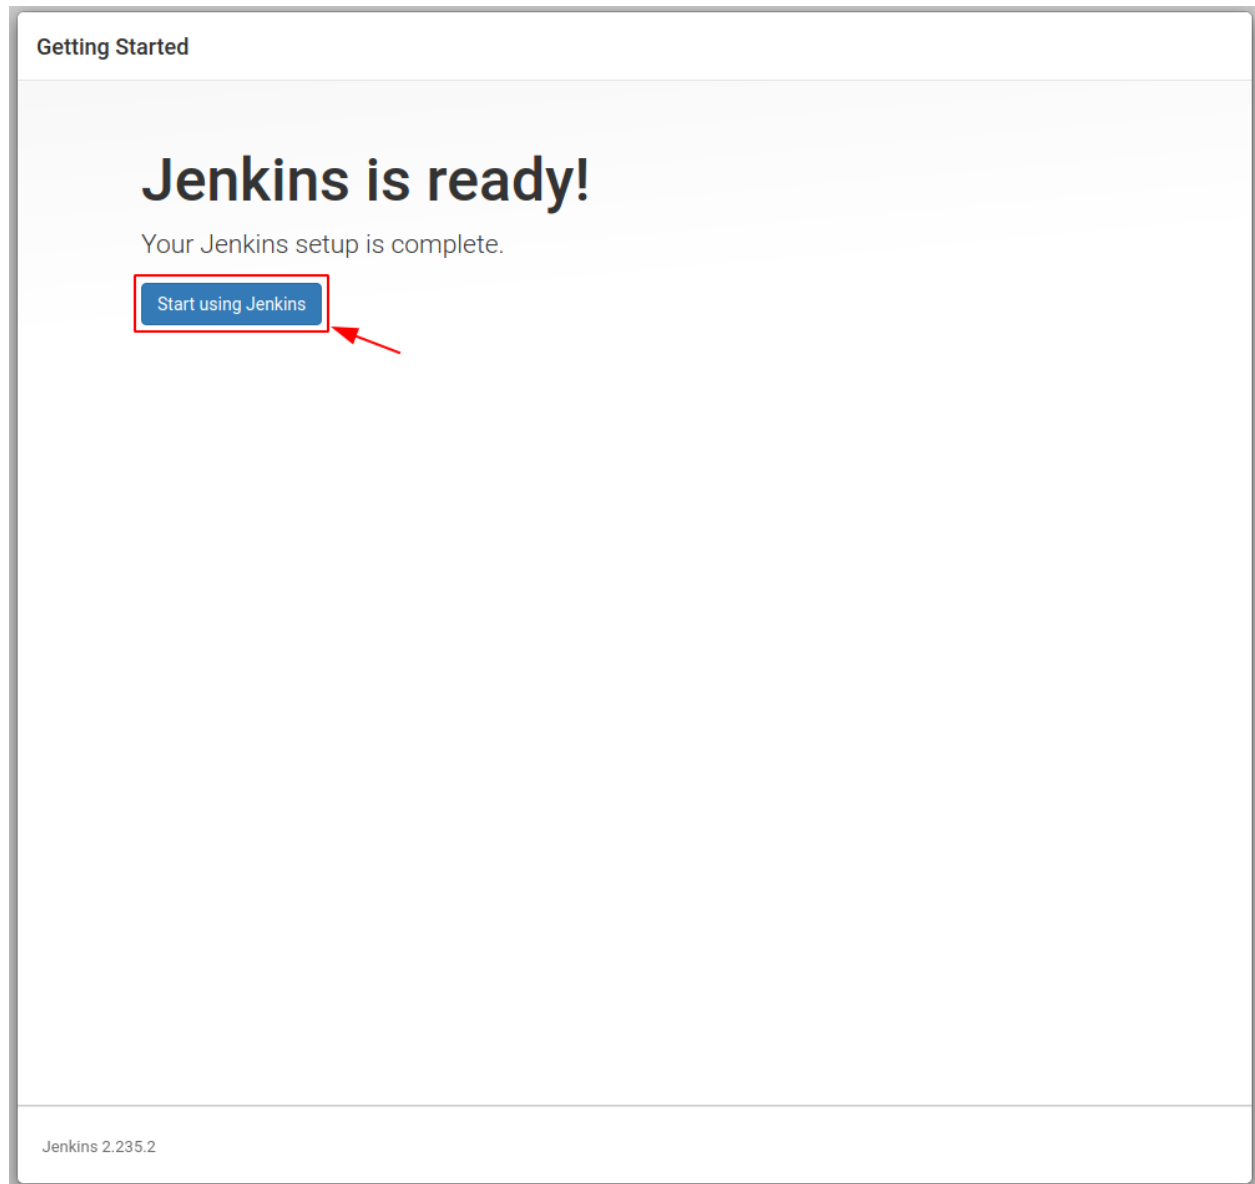 Getting Started
Jenkins is ready!
Your Jenkins setup is complete.
Start using Jenkins
Jenkins 2.235.2